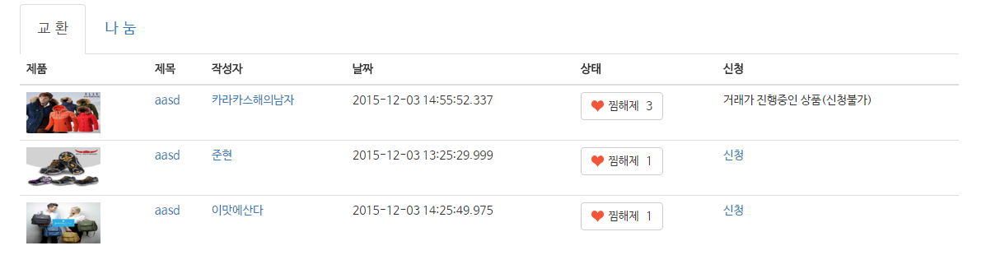 교 환 나 눔
제품 제목 작성자 날짜 상태 신청
aasd 카라카스해의남자 2015-12-03 14:55:52.337 찜해제 3 거래가 진행중인 상품(신청불가)
aasd 준현 2015-12-03 13:25:29.999 찜해제 1 신청
aasd 이맛에산다 2015-12-03 14:25:49.975 찜해제 1 신청